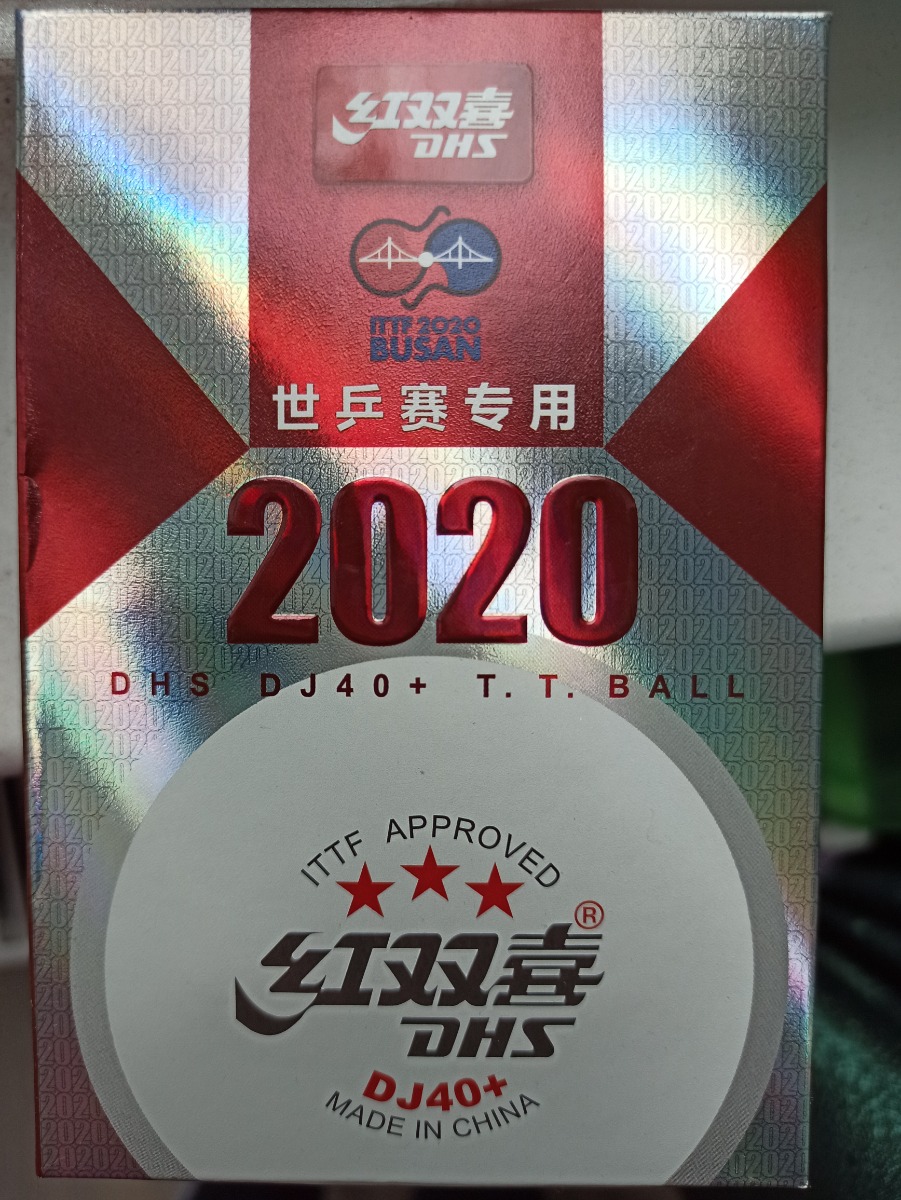 红双喜
DHS
ITTF 2020
BUSAN
世乒赛专用
2020
DHS DJ40+ T.T. BALL
ITTF APPROVED
红双喜®
DHS
DJ40+
MADE IN CHINA